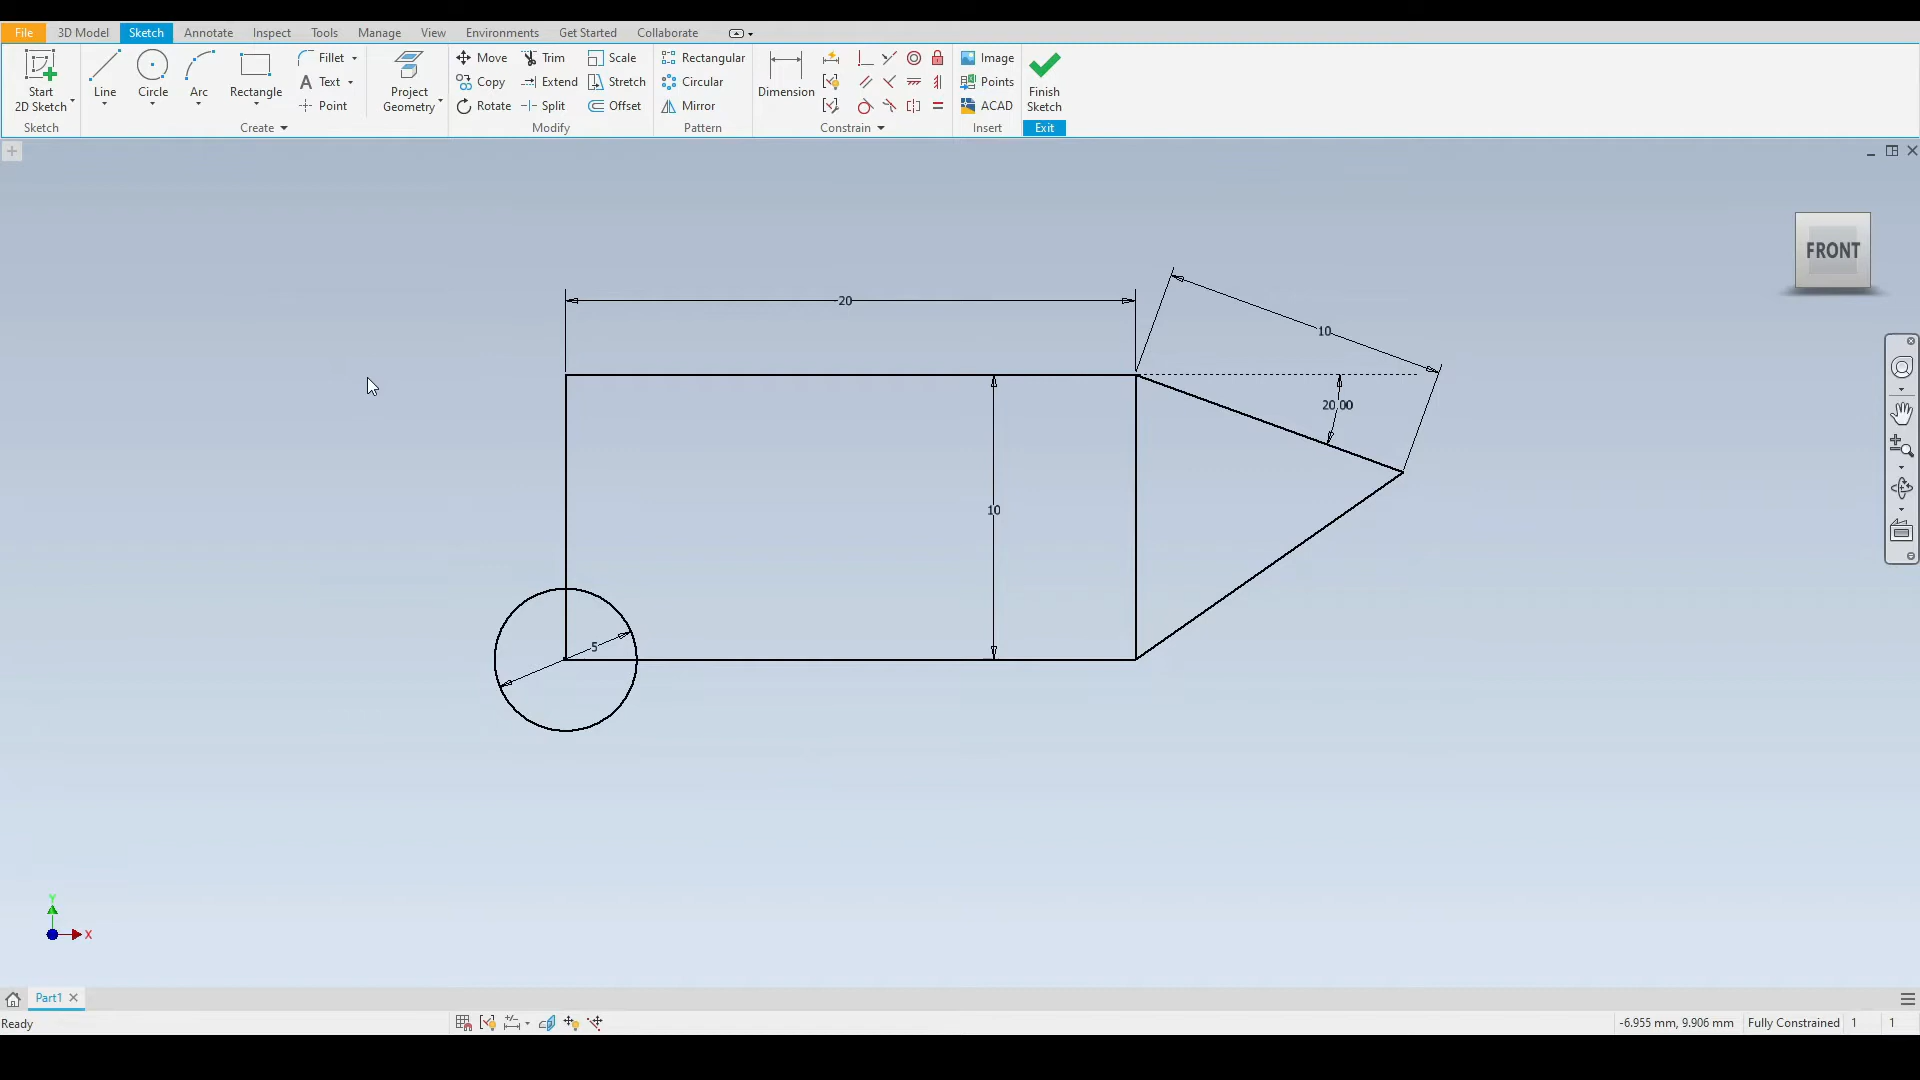 File 3D Model Sketch Annotate Inspect Tools Manage View Environments Get Started Collaborate
Start
2D Sketch
Line
Circle
Arc
Rectangle
Fillet
Text
Point
Project
Geometry
Move
Copy
Rotate
Trim
Extend
Split
Scale
Stretch
Offset
Rectangular
Circular
Mirror
Dimension
Image
Points
ACAD
Finish
Sketch
Sketch Create Modify Pattern Constrain Insert Exit
FRONT
20
10
20.00
10
5
Y
X
Part1
Ready
-6.955 mm, 9.906 mm Fully Constrained 1 1